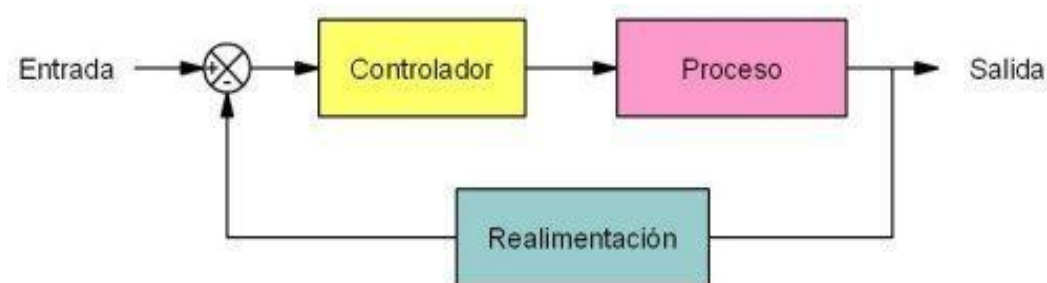 Entrada
+
-
Controlador
Proceso
Salida
Realimentación